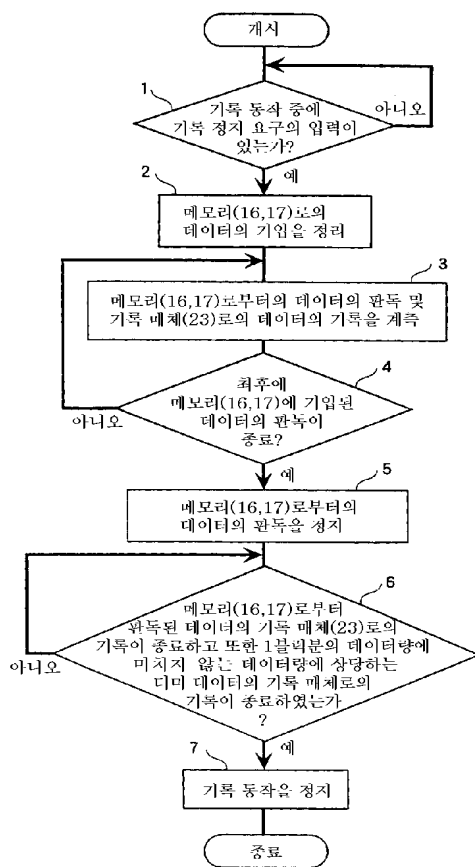 개시
1
기록 동작 중에
기록 정지 요구의 입력이
있는가?
아니오
예
2
메모리(16,17)로의
데이터의 기입을 정리
3
메모리(16,17)로부터의 데이터의 판독 및
기록 매체(23)로의 데이터의 기록을 계측
4
최후에
메모리(16,17)에 기입된
데이터의 판독이
종료?
아니오
예
5
메모리(16,17)로부터의
데이터의 판독을 정지
6
메모리(16,17)로부터
판독된 데이터의 기록 매체(23)로의
기록이 종료하고 또한 1블럭분의 데이터량에
미치지 않는 데이터량에 상당하는
더미 데이터의 기록 매체로의
기록이 종료하였는가
?
아니오
예
7
기록 동작을 정지
종료